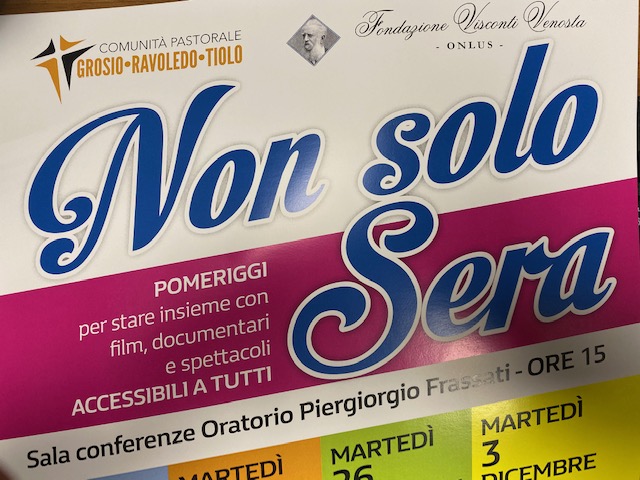 COMUNITÀ PASTORALE
GROSIO•RAVOLEDO•TIOLO
Fondazione Visconti Venosta
- ONLUS -
Non solo
Sera
POMERIGGI
per stare insieme con
film, documentari
e spettacoli
ACCESSIBILI A TUTTI
Sala conferenze Oratorio Piergiorgio Frassati - ORE 15
MARTEDÌ
MARTEDÌ
26
MARTEDÌ
3
DICEMBRE